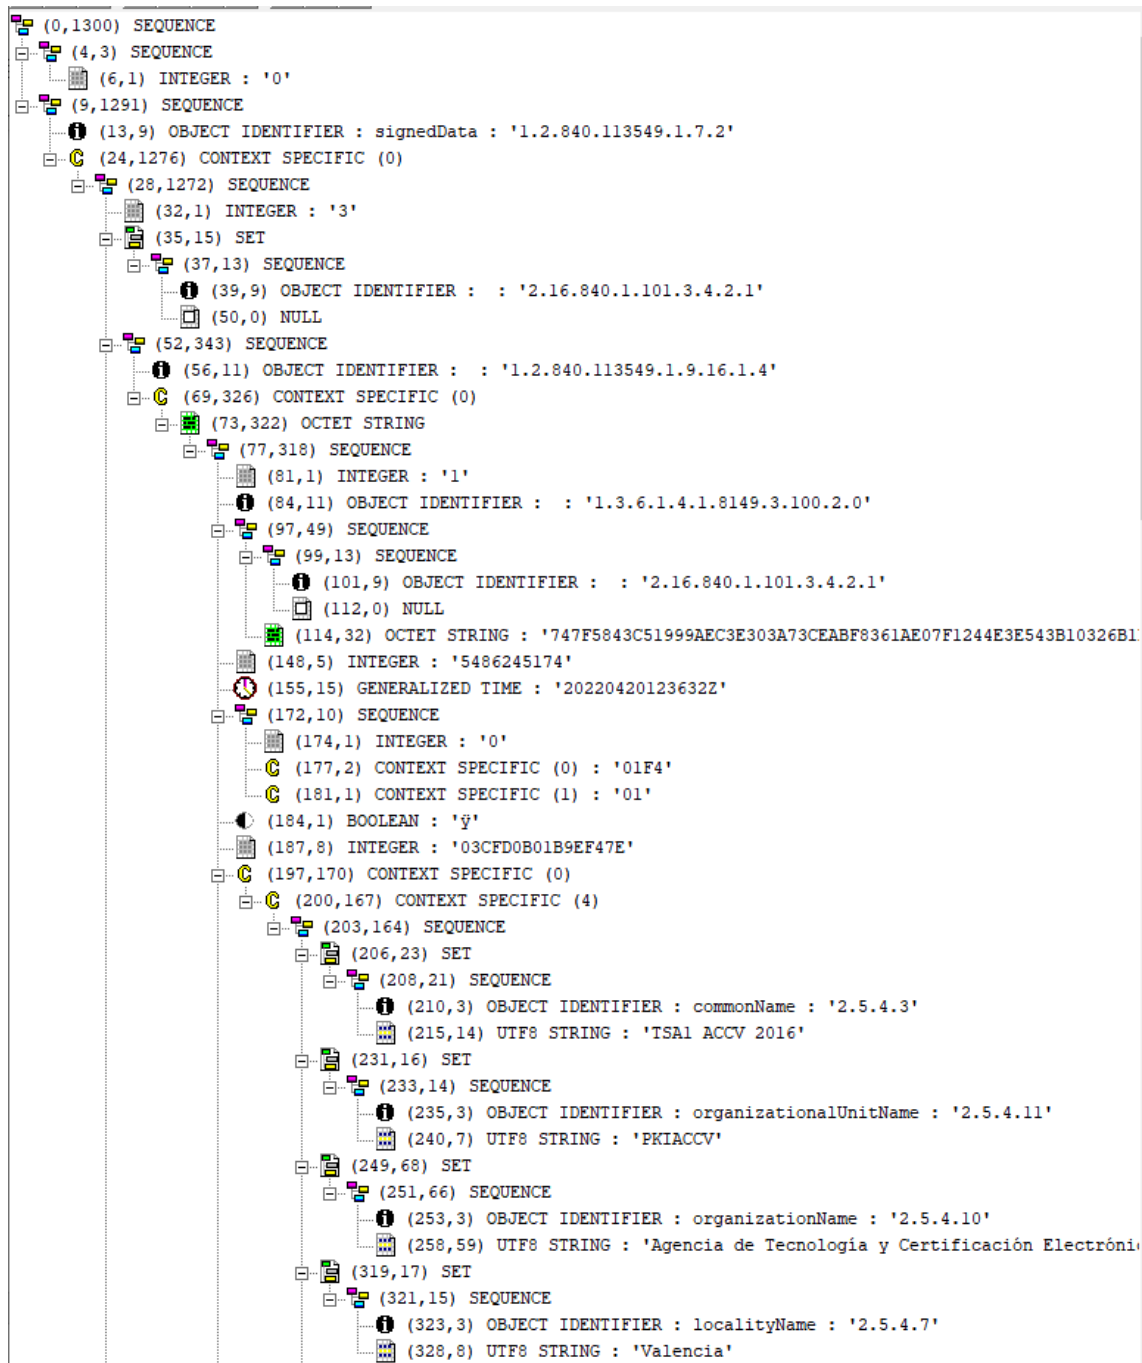 (0,1300) SEQUENCE
(4,3) SEQUENCE
(6,1) INTEGER : '0'
(9,1291) SEQUENCE
(13,9) OBJECT IDENTIFIER : signedData : '1.2.840.113549.1.7.2'
C (24,1276) CONTEXT SPECIFIC (0)
(28,1272) SEQUENCE
(32,1) INTEGER : '3'
(35,15) SET
(37,13) SEQUENCE
(39,9) OBJECT IDENTIFIER :  : '2.16.840.1.101.3.4.2.1'
(50,0) NULL
(52,343) SEQUENCE
(56,11) OBJECT IDENTIFIER :  : '1.2.840.113549.1.9.16.1.4'
C (69,326) CONTEXT SPECIFIC (0)
(73,322) OCTET STRING
(77,318) SEQUENCE
(81,1) INTEGER : '1'
(84,11) OBJECT IDENTIFIER :  : '1.3.6.1.4.1.8149.3.100.2.0'
(97,49) SEQUENCE
(99,13) SEQUENCE
(101,9) OBJECT IDENTIFIER :  : '2.16.840.1.101.3.4.2.1'
(112,0) NULL
(114,32) OCTET STRING : '747F5843C51999AEC3E303A73CEABF8361AE07F1244E3E543B10326B1
(148,5) INTEGER : '5486245174'
(155,15) GENERALIZED TIME : '20220420123632Z'
(172,10) SEQUENCE
(174,1) INTEGER : '0'
C (177,2) CONTEXT SPECIFIC (0) : '01F4'
C (181,1) CONTEXT SPECIFIC (1) : '01'
(184,1) BOOLEAN : 'ÿ'
(187,8) INTEGER : '03CFD0B01B9EF47E'
C (197,170) CONTEXT SPECIFIC (0)
C (200,167) CONTEXT SPECIFIC (4)
(203,164) SEQUENCE
(206,23) SET
(208,21) SEQUENCE
(210,3) OBJECT IDENTIFIER : commonName : '2.5.4.3'
(215,14) UTF8 STRING : 'TSA1 ACCV 2016'
(231,16) SET
(233,14) SEQUENCE
(235,3) OBJECT IDENTIFIER : organizationalUnitName : '2.5.4.11'
(240,7) UTF8 STRING : 'PKIACCV'
(249,68) SET
(251,66) SEQUENCE
(253,3) OBJECT IDENTIFIER : organizationName : '2.5.4.10'
(258,59) UTF8 STRING : 'Agencia de Tecnología y Certificación Electróni
(319,17) SET
(321,15) SEQUENCE
(323,3) OBJECT IDENTIFIER : localityName : '2.5.4.7'
(328,8) UTF8 STRING : 'Valencia'